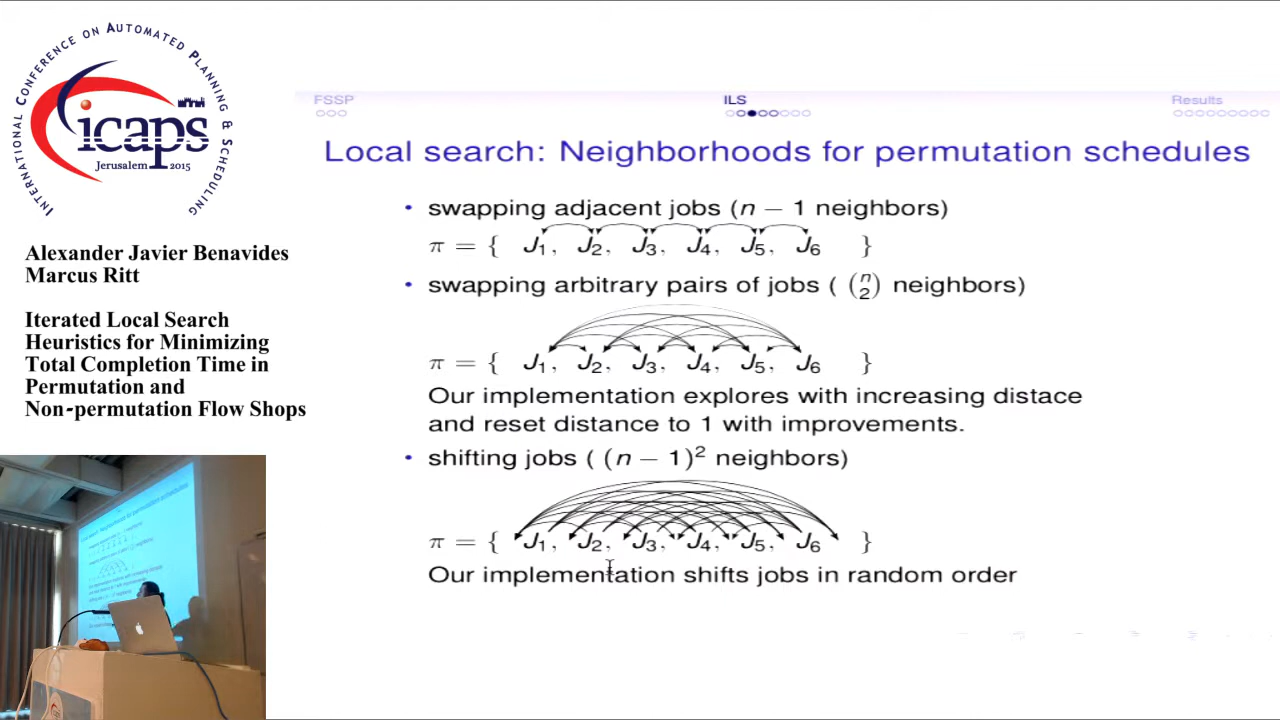 INTERNATIONAL CONFERENCE ON AUTOMATED PLANNING & SCHEDULING
icaps
Jerusalem 2015
Alexander Javier Benavides
Marcus Ritt
Iterated Local Search
Heuristics for Minimizing
Total Completion Time in
Permutation and
Non-permutation Flow Shops
FSSP
ILS
Results
Local search: Neighborhoods for permutation schedules
• swapping adjacent jobs (n − 1 neighbors)
π = { J₁, J₂, J₃, J₄, J₅, J₆ }
• swapping arbitrary pairs of jobs ( (n 2) neighbors)
π = { J₁, J₂, J₃, J₄, J₅, J₆ }
Our implementation explores with increasing distace
and reset distance to 1 with improvements.
• shifting jobs ( (n − 1)² neighbors)
π = { J₁, J₂, J₃, J₄, J₅, J₆ }
Our implementation shifts jobs in random order